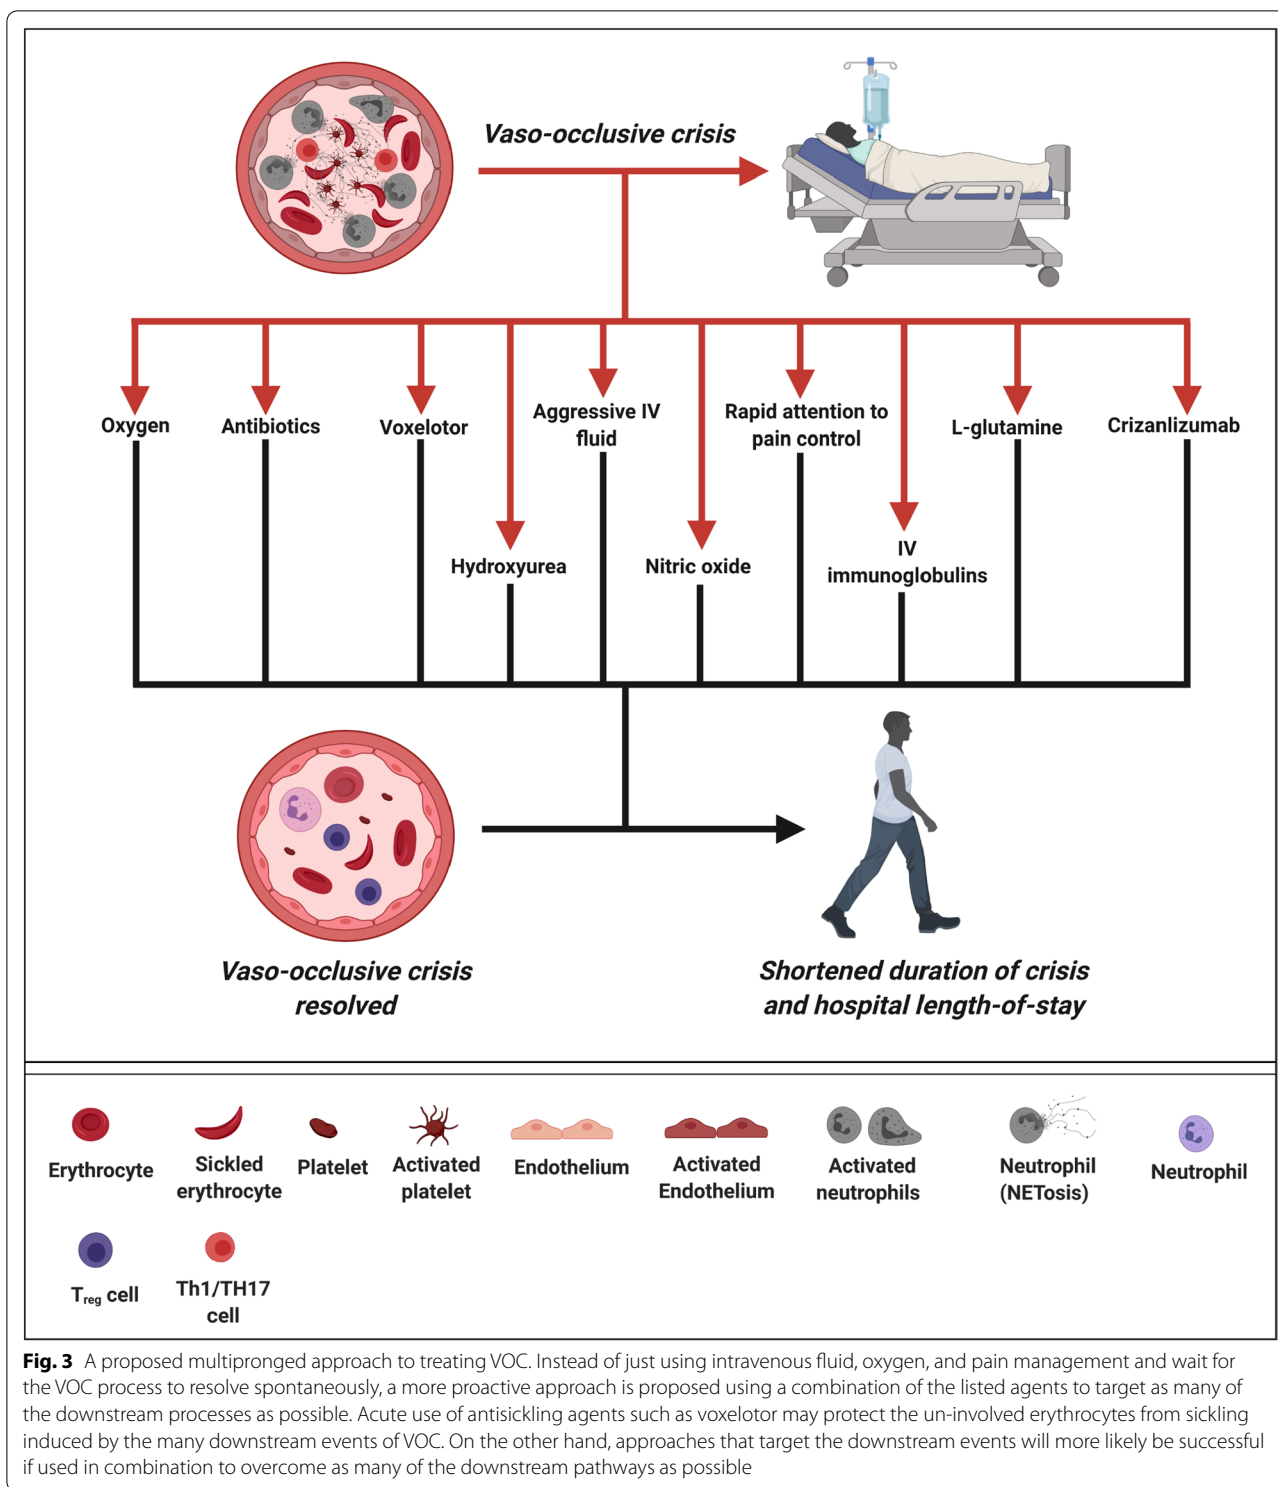 Vaso-occlusive crisis
Oxygen
Antibiotics
Voxelotor
Aggressive IV
fluid
Rapid attention to
pain control
L-glutamine
Crizanlizumab
Hydroxyurea
Nitric oxide
IV
immunoglobulins
Vaso-occlusive crisis
resolved
Shortened duration of crisis
and hospital length-of-stay
Erythrocyte
Sickled
erythrocyte
Platelet
Activated
platelet
Endothelium
Activated
Endothelium
Activated
neutrophils
Neutrophil
(NETosis)
Neutrophil
Treg cell
Th1/TH17
cell
Fig. 3 A proposed multipronged approach to treating VOC. Instead of just using intravenous fluid, oxygen, and pain management and wait for
the VOC process to resolve spontaneously, a more proactive approach is proposed using a combination of the listed agents to target as many of
the downstream processes as possible. Acute use of antisickling agents such as voxelotor may protect the un-involved erythrocytes from sickling
induced by the many downstream events of VOC. On the other hand, approaches that target the downstream events will more likely be successful
if used in combination to overcome as many of the downstream pathways as possible